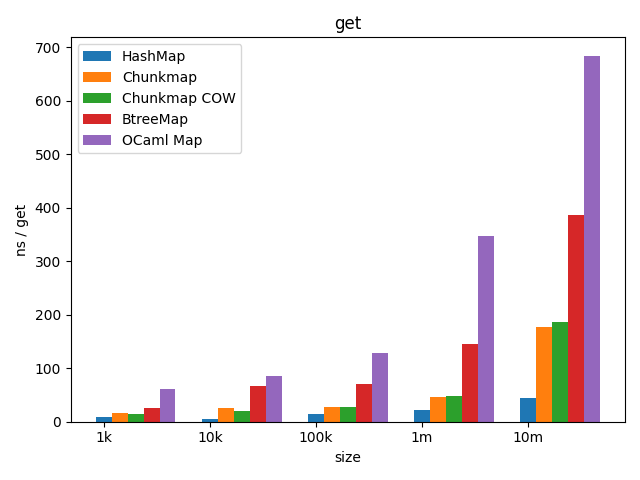 get
HashMap
Chunkmap
Chunkmap COW
BtreeMap
OCaml Map
ns / get
700
600
500
400
300
200
100
0
1k 10k 100k 1m 10m
size